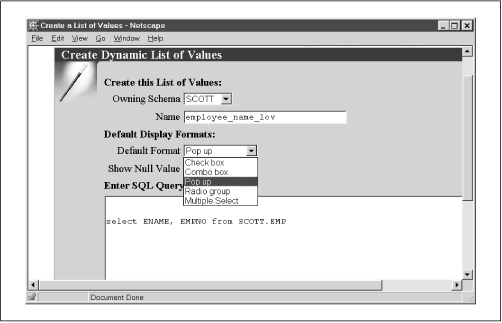 Create a List of Values - Netscape
File Edit View Go Window Help
Create Dynamic List of Values
Create this List of Values:
Owning Schema SCOTT
Name employee_name_lov
Default Display Formats:
Default Format Pop up
Check box
Show Null Value
Combo box
Pop up
Enter SQL Query
Radio group
Multiple Select
select ENAME, EMPNO from SCOTT.EMP
Document Done